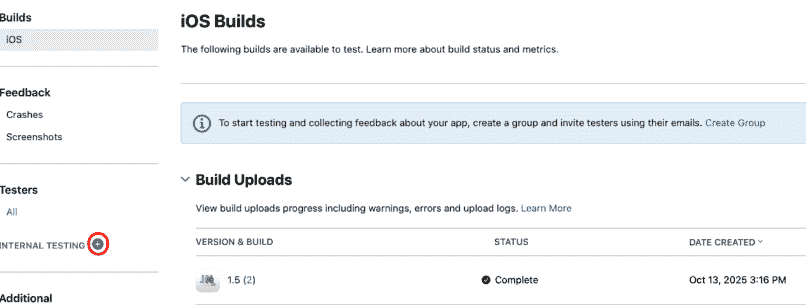 Builds
iOS
Feedback
Crashes
Screenshots
Testers
All
INTERNAL TESTING
Additional
iOS Builds
The following builds are available to test. Learn more about build status and metrics.
To start testing and collecting feedback about your app, create a group and invite testers using their emails. Create Group
Build Uploads
View build uploads progress including warnings, errors and upload logs. Learn More
VERSION & BUILD STATUS DATE CREATED
1.5 (2) Complete Oct 13, 2025 3:16 PM